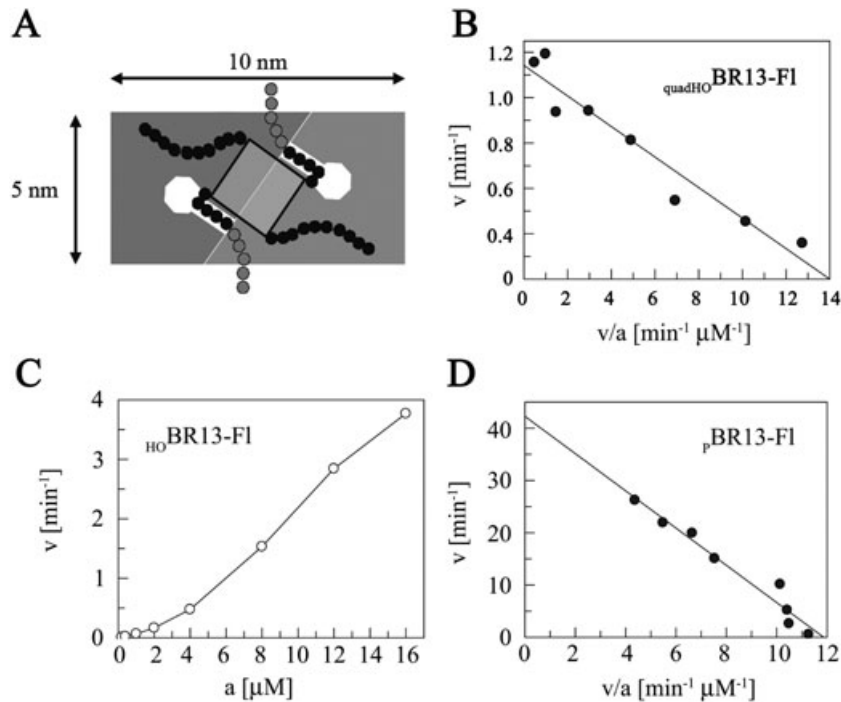 A
10 nm
5 nm
B
quadHOBR13-Fl
v [min⁻¹]
1.2
1.0
0.8
0.6
0.4
0
0 2 4 6 8 10 12 14
v/a [min⁻¹ μM⁻¹]
C
HOBR13-Fl
v [min⁻¹]
4
3
2
1
0
0 2 4 6 8 10 12 14 16
a [μM]
D
PBR13-Fl
v [min⁻¹]
40
30
20
10
0
0 2 4 6 8 10 12
v/a [min⁻¹ μM⁻¹]